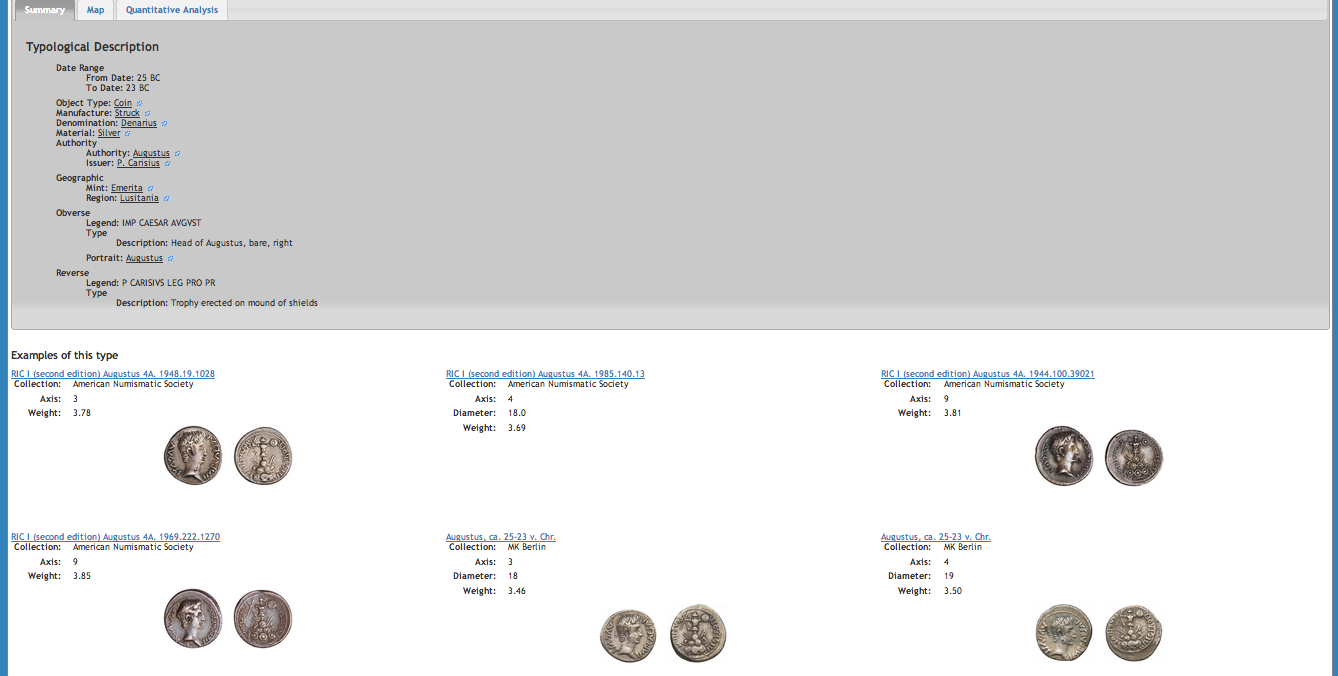 Summary Map Quantitative Analysis
Typological Description
Date Range
From Date: 25 BC
To Date: 23 BC
Object Type: Coin
Manufacture: Struck
Denomination: Denarius
Material: Silver
Authority
Authority: Augustus
Issuer: P. Carisius
Geographic
Mint: Emerita
Region: Lusitania
Obverse
Legend: IMP CAESAR AVGVST
Type
Description: Head of Augustus, bare, right
Portrait: Augustus
Reverse
Legend: P CARISIVS LEG PRO PR
Type
Description: Trophy erected on mound of shields
Examples of this type
RIC I (second edition) Augustus 4A. 1948.19.1028
Collection: American Numismatic Society
Axis: 3
Weight: 3.78
RIC I (second edition) Augustus 4A. 1985.140.13
Collection: American Numismatic Society
Axis: 4
Diameter: 18.0
Weight: 3.69
RIC I (second edition) Augustus 4A. 1944.100.39021
Collection: American Numismatic Society
Axis: 9
Weight: 3.81
RIC I (second edition) Augustus 4A. 1969.222.1270
Collection: American Numismatic Society
Axis: 9
Weight: 3.85
Augustus, ca. 25-23 v. Chr.
Collection: MK Berlin
Axis: 3
Diameter: 18
Weight: 3.46
Augustus, ca. 25-23 v. Chr.
Collection: MK Berlin
Axis: 4
Diameter: 19
Weight: 3.50